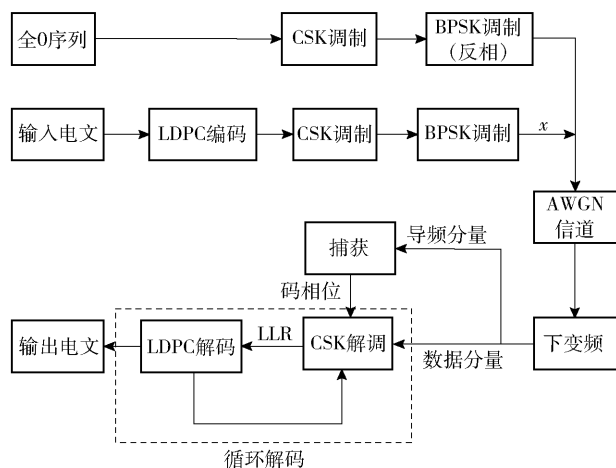 全0序列
CSK调制
BPSK调制
(反相)
输入电文
LDPC编码
CSK调制
BPSK调制
x
AWGN
信道
捕获
导频分量
码相位
输出电文
LDPC解码
LLR
CSK解调
数据分量
下变频
循环解码